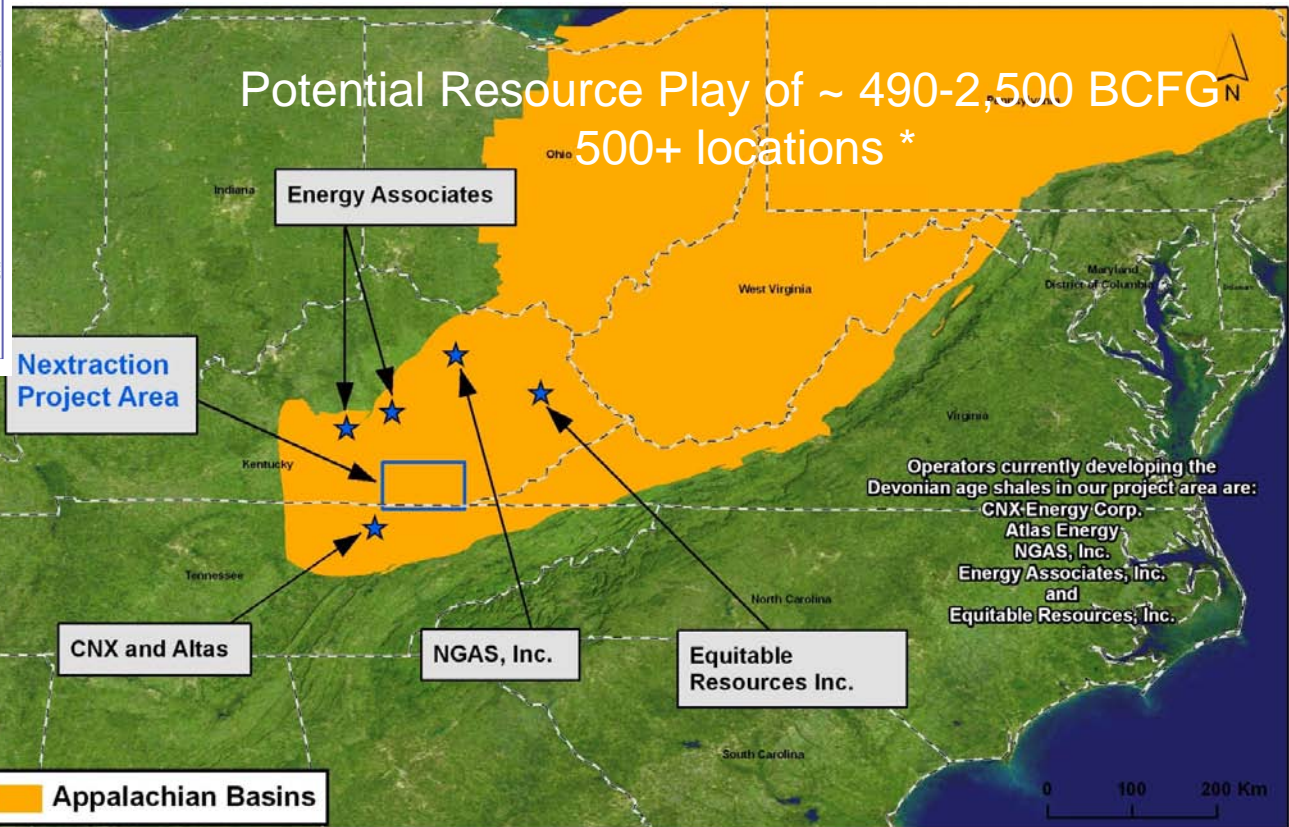 Potential Resource Play of ~ 490-2,500 BCFG
500+ locations *
N
Ohio
Indiana
Energy Associates
West Virginia
Maryland
District of Columbia
Delaware
Nextraction
Project Area
Virginia
Kentucky
Operators currently developing the
Devonian age shales in our project area are:
CNX Energy Corp.
Atlas Energy
NGAS, Inc.
Energy Associates, Inc.
and
Equitable Resources, Inc.
Tennessee
North Carolina
CNX and Altas
NGAS, Inc.
Equitable
Resources Inc.
South Carolina
Appalachian Basins
0 100 200 Km